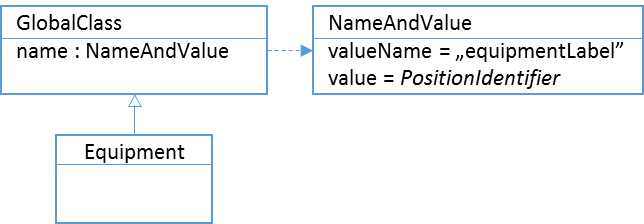 GlobalClass
name : NameAndValue
NameAndValue
valueName = „equipmentLabel”
value = PositionIdentifier
Equipment